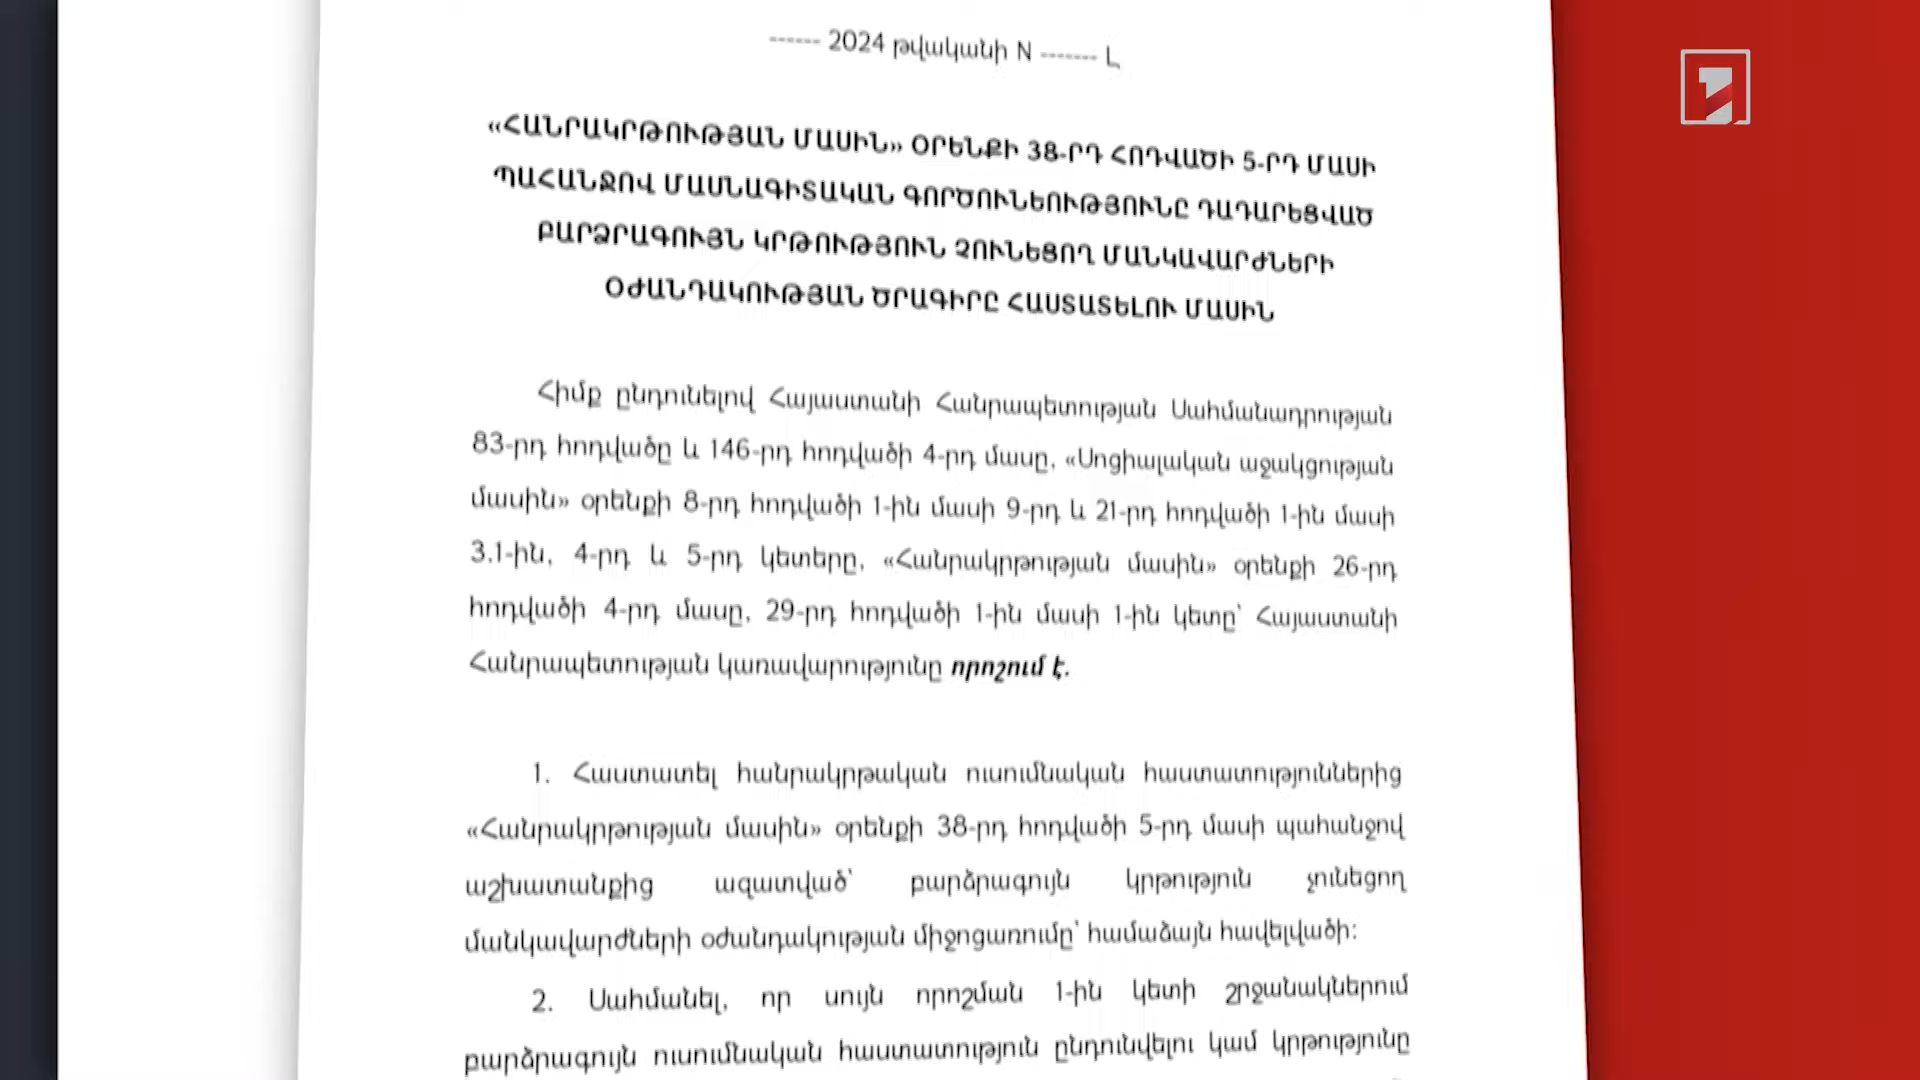 ------ 2024 թվականի N ------- Լ
«ՀԱՆՐԱԿՐԹՈՒԹՅԱՆ ՄԱՍԻՆ» ՕՐԵՆՔԻ 38-ՐԴ ՀՈԴՎԱԾԻ 5-ՐԴ ՄԱՍԻ
ՊԱՀԱՆՋՈՎ ՄԱՍՆԱԳԻՏԱԿԱՆ ԳՈՐԾՈՒՆԵՈՒԹՅՈՒՆԸ ԴԱԴԱՐԵՑՎԱԾ
ԲԱՐՁՐԱԳՈՒՅՆ ԿՐԹՈՒԹՅՈՒՆ ՉՈՒՆԵՑՈՂ ՄԱՆԿԱՎԱՐԺՆԵՐԻ
ՕԺԱՆԴԱԿՈՒԹՅԱՆ ԾՐԱԳԻՐԸ ՀԱՍՏԱՏԵԼՈՒ ՄԱՍԻՆ
Հիմք ընդունելով Հայաստանի Հանրապետության Սահմանադրության
83-րդ հոդվածը և 146-րդ հոդվածի 4-րդ մասը, «Սոցիալական աջակցության
մասին» օրենքի 8-րդ հոդվածի 1-ին մասի 9-րդ և 21-րդ հոդվածի 1-ին մասի
3.1-ին, 4-րդ և 5-րդ կետերը, «Հանրակրթության մասին» օրենքի 26-րդ
հոդվածի 4-րդ մասը, 29-րդ հոդվածի 1-ին մասի 1-ին կետը՝ Հայաստանի
Հանրապետության կառավարությունը որոշում է.
1. Հաստատել հանրակրթական ուսումնական հաստատություններից
«Հանրակրթության մասին» օրենքի 38-րդ հոդվածի 5-րդ մասի պահանջով
աշխատանքից ազատված՝ բարձրագույն կրթություն չունեցող
մանկավարժների օժանդակության միջոցառումը՝ համաձայն հավելվածի:
2. Սահմանել, որ սույն որոշման 1-ին կետի շրջանակներում
բարձրագույն ուսումնական հաստատություն ընդունվելու կամ կրթությունը